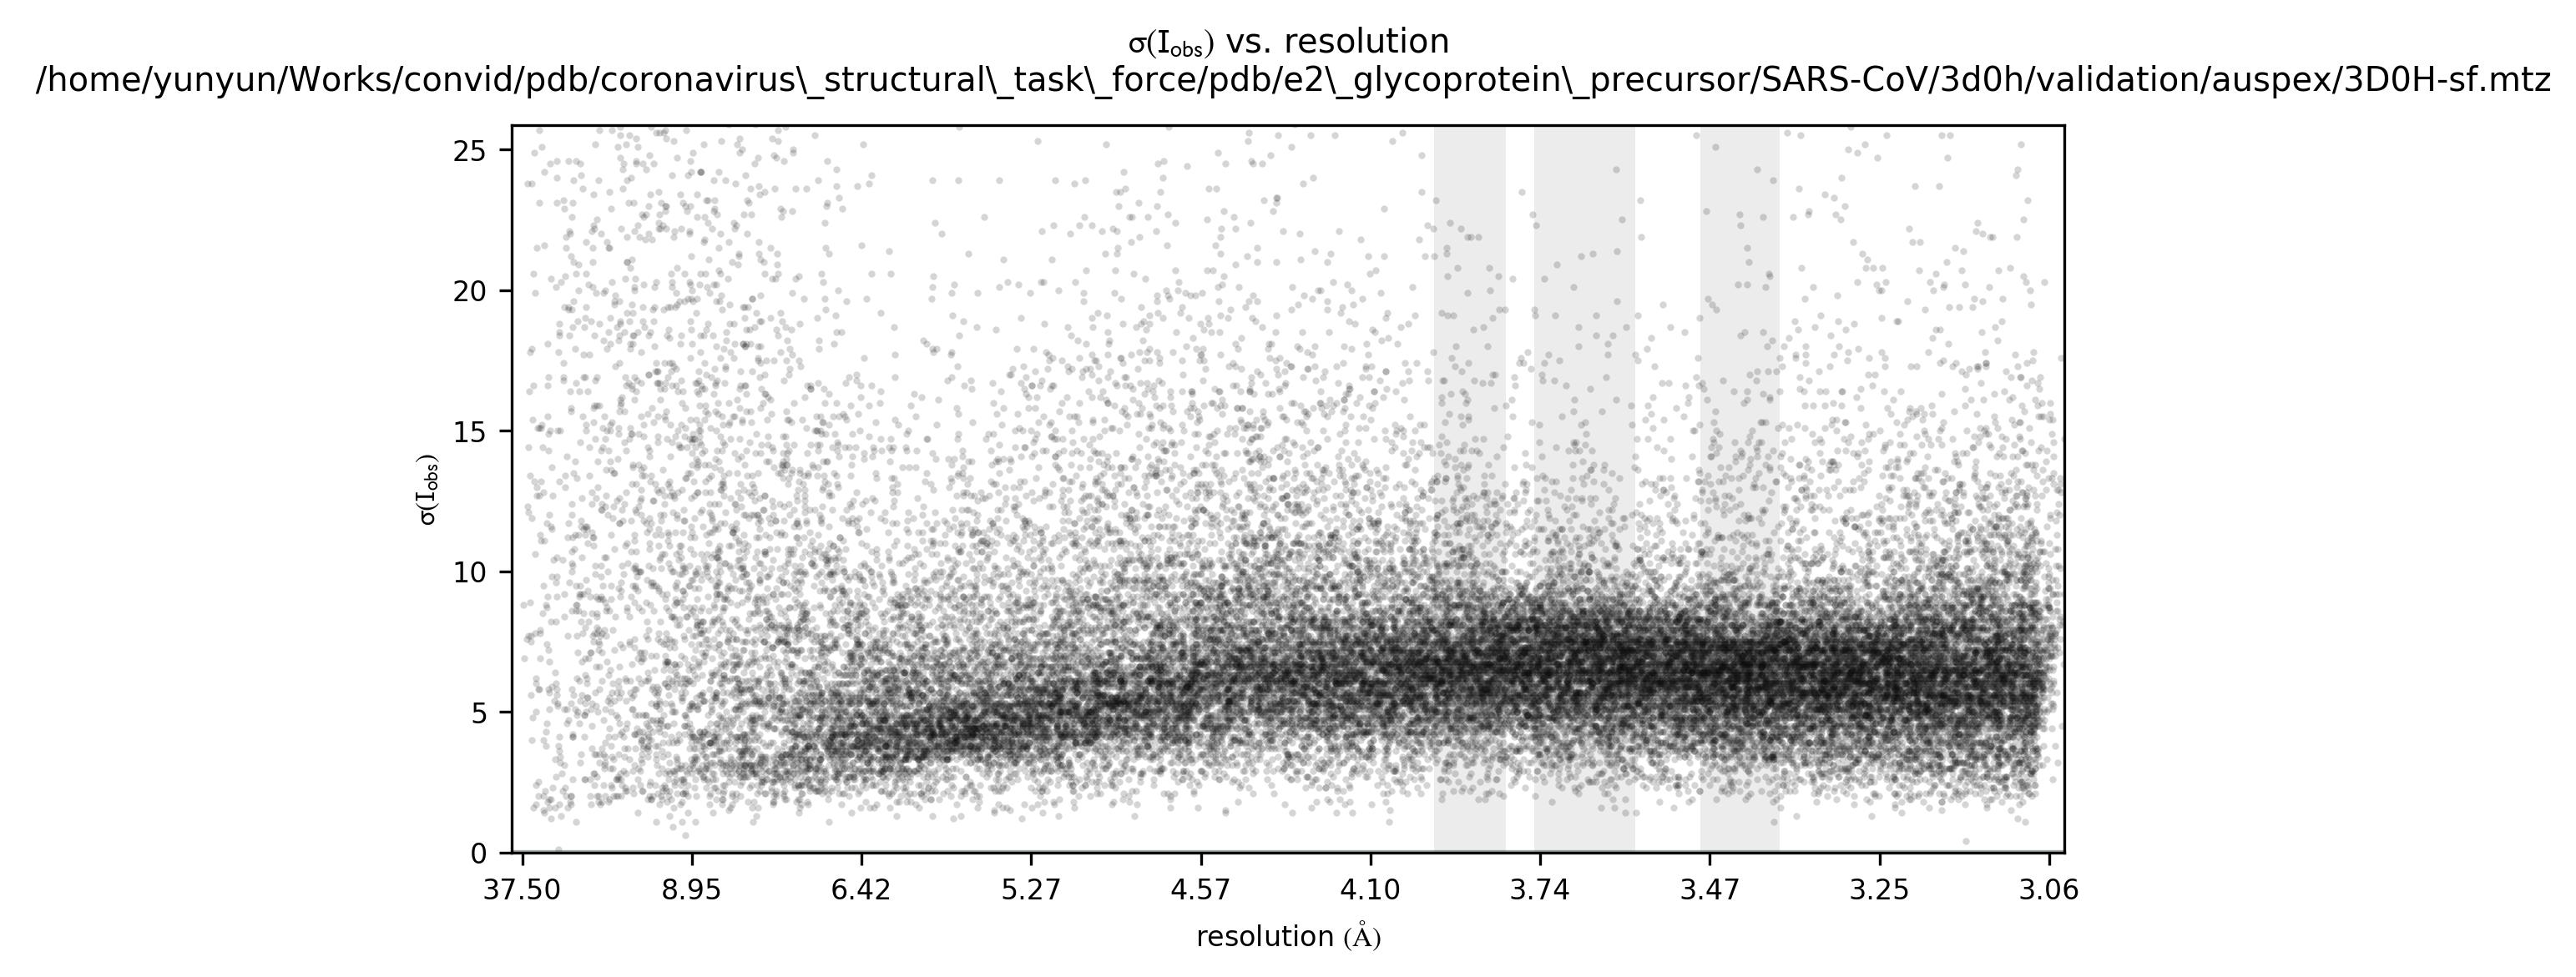 σ(I_obs) vs. resolution
/home/yunyun/Works/convid/pdb/coronavirus\_structural\_task\_force/pdb/e2\_glycoprotein\_precursor/SARS-CoV/3d0h/validation/auspex/3D0H-sf.mtz
25
20
15
10
5
0
σ(I_obs)
37.50 8.95 6.42 5.27 4.57 4.10 3.74 3.47 3.25 3.06
resolution (Å)